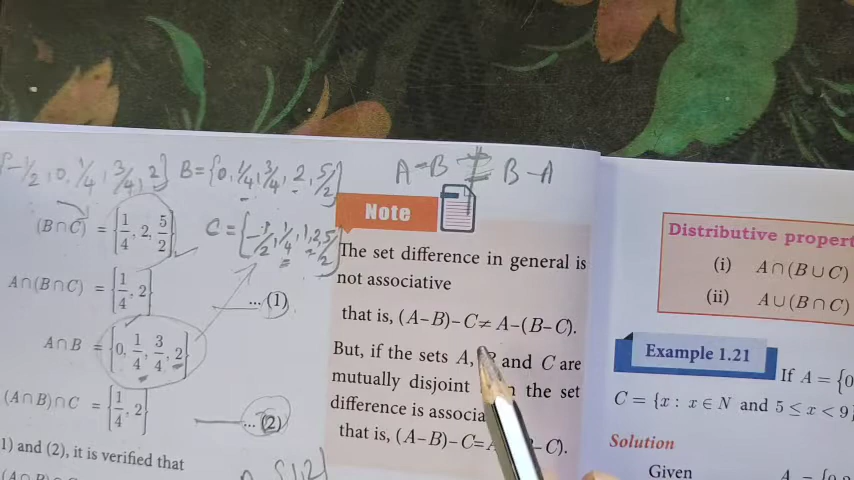 -1/2, 0, 1/4, 3/4, 2} B = {0, 1/4, 3/4, 2, 5/2}
A - B ≠ B - A
(B∩C) = {1/4, 2, 5/2}
C = {-1/2, 1/4, 1, 2, 5/2}
A∩(B∩C) = {1/4, 2}
... (1)
A∩B = {0, 1/4, 3/4, 2}
(A∩B)∩C = {1/4, 2}
... (2)
1) and (2), it is verified that
Note
The set difference in general is
not associative
that is, (A−B)−C≠A−(B−C).
But, if the sets A, B and C are
mutually disjoint the set
difference is associa
that is, (A−B)−C=A −C).
Distributive propert
(i) A∩(B∪C)
(ii) A∪(B∩C)
Example 1.21
If A = {0
C = {x : x∈N and 5≤x<9}
Solution
Given